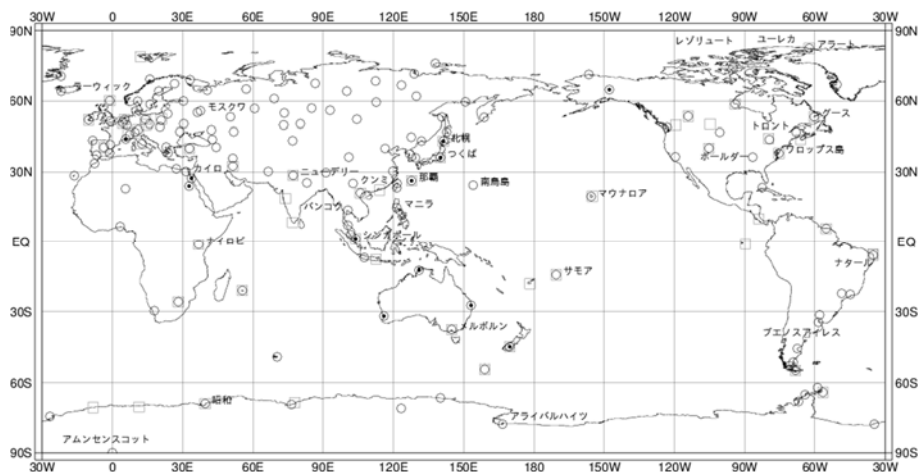 30W 0 30E 60E 90E 120E 150E 180 150W 120W 90W 60W 30W
90N 90N
レゾリュート ユーレカ アラート
ラーウィック
60N 60N
モスクワ グース
トロント
北幌 ボールダー ワロップス島
つくば
30N カイロ ニューデリー クンミン 那覇 南鳥島 30N
マウナロア
バンコク マニラ
シンガポール
EQ ナイロビ EQ
サモア ナタール
30S 30S
メルボルン ブエノスアイレス
60S 60S
昭和
アライバルハイツ
アムンセンスコット
90S 90S
30W 0 30E 60E 90E 120E 150E 180 150W 120W 90W 60W 30W